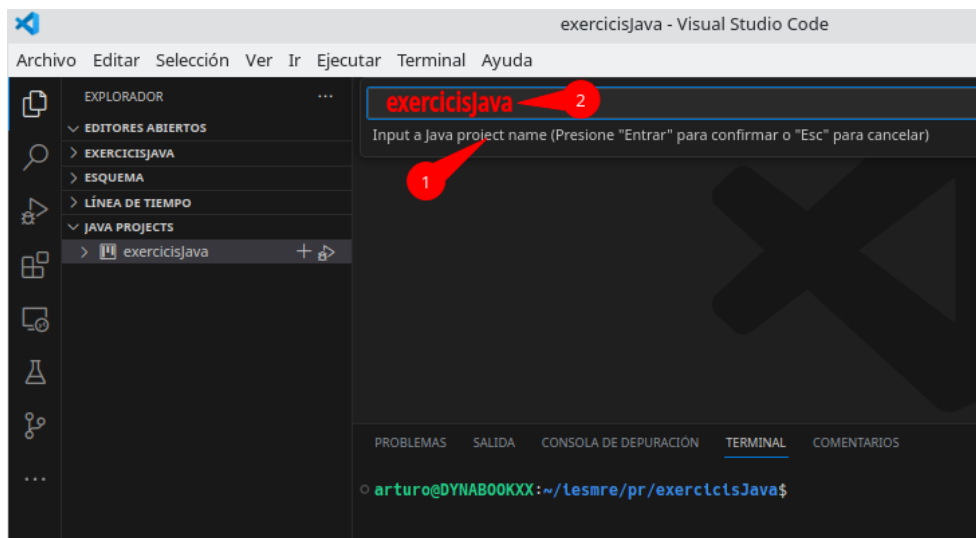 exercicisJava - Visual Studio Code
Archivo Editar Selección Ver Ir Ejecutar Terminal Ayuda
EXPLORADOR
EDITORES ABIERTOS
EXERCICISJAVA
ESQUEMA
LÍNEA DE TIEMPO
JAVA PROJECTS
exercicisJava
exercicisJava 2
Input a Java project name (Presione "Entrar" para confirmar o "Esc" para cancelar)
1
PROBLEMAS SALIDA CONSOLA DE DEPURACIÓN TERMINAL COMENTARIOS
arturo@DYNABOOKXX:~/iesmre/pr/exercicisJava$